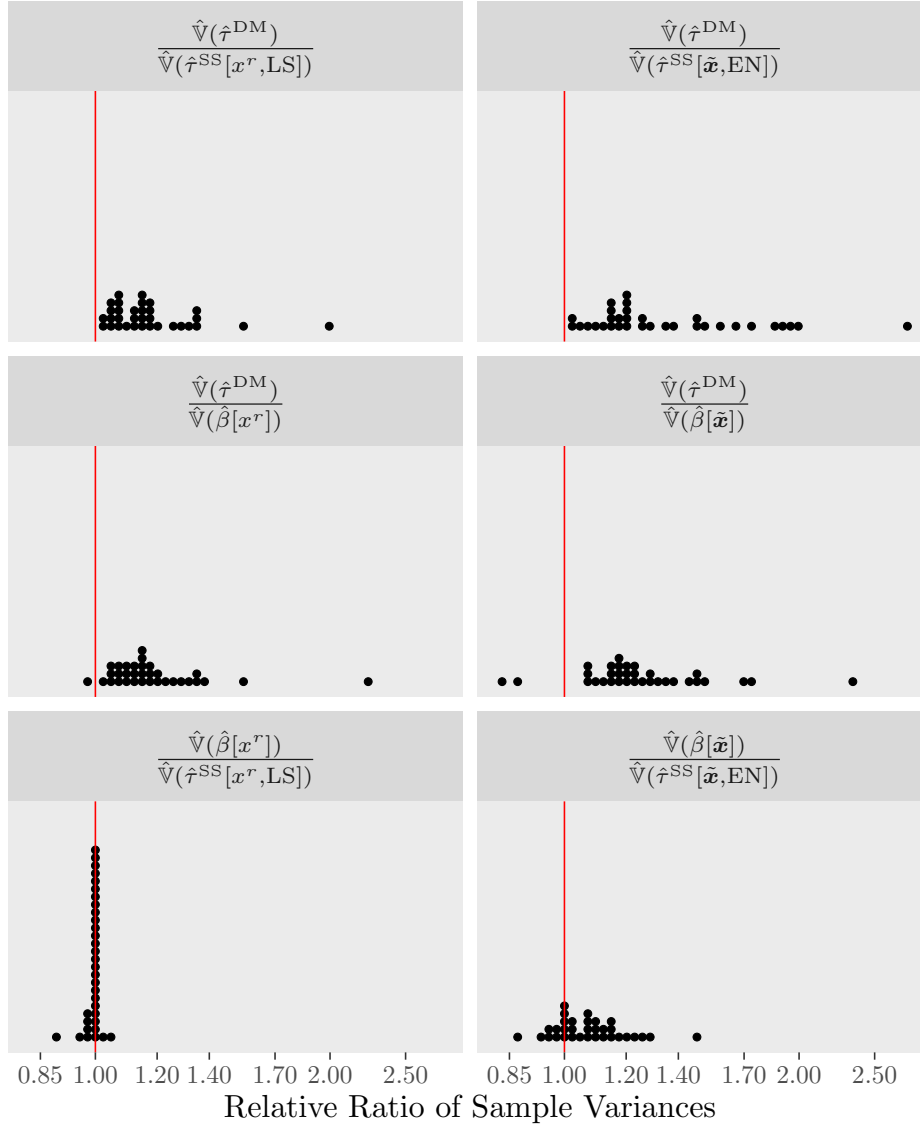 V̂(τ̂^DM) V̂(τ̂^DM)
V̂(τ̂^SS[x^r,LS]) V̂(τ̂^SS[x̃,EN])
V̂(τ̂^DM) V̂(τ̂^DM)
V̂(β̂[x^r]) V̂(β̂[x̃])
V̂(β̂[x^r]) V̂(β̂[x̃])
V̂(τ̂^SS[x^r,LS]) V̂(τ̂^SS[x̃,EN])
0.85 1.00 1.20 1.40 1.70 2.00 2.50 0.85 1.00 1.20 1.40 1.70 2.00 2.50
Relative Ratio of Sample Variances